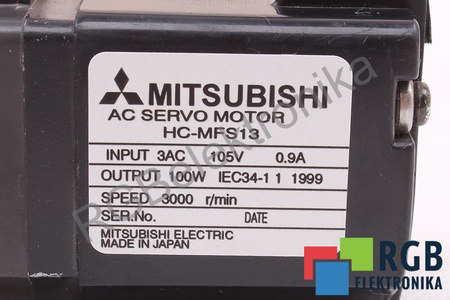 MITSUBISHI
AC SERVO MOTOR
HC-MFS13
INPUT 3AC 105V 0.9A
OUTPUT 100W IEC34-1 1 1999
SPEED 3000 r/min
SER.No. DATE
MITSUBISHI ELECTRIC
MADE IN JAPAN
RGBelektronika
RGB
ELEKTRONIKA